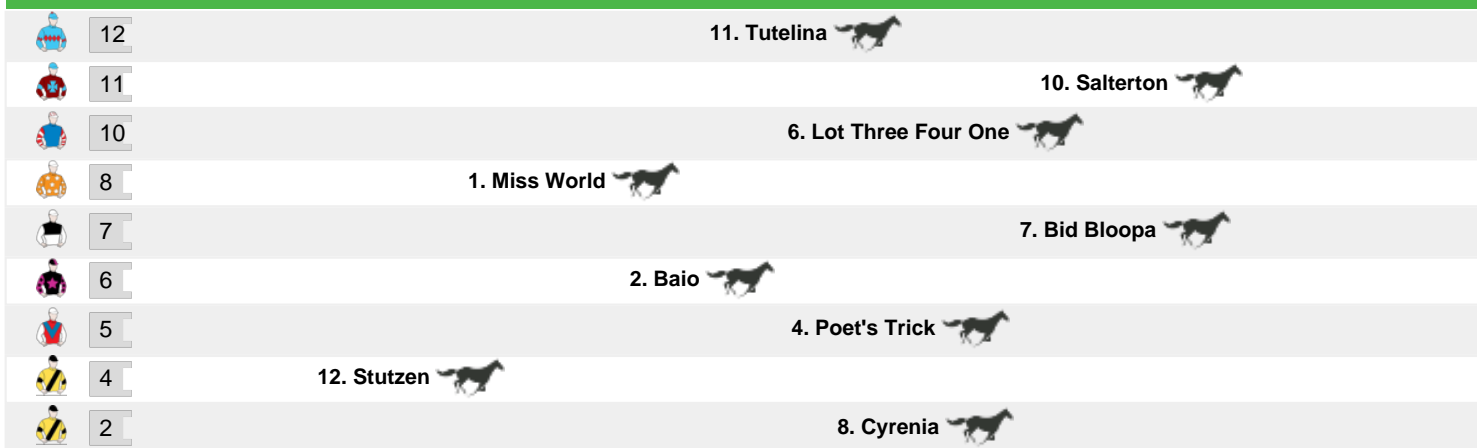 12 11. Tutelina
11 10. Salterton
10 6. Lot Three Four One
8 1. Miss World
7 7. Bid Bloopa
6 2. Baio
5 4. Poet's Trick
4 12. Stutzen
2 8. Cyrenia